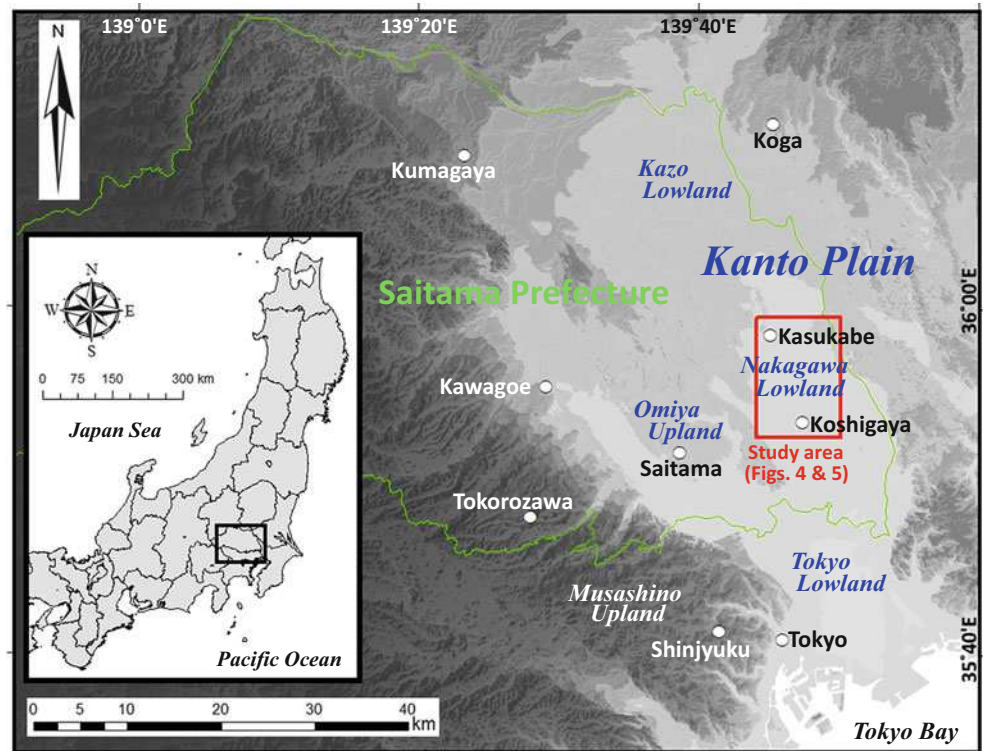 139°0'E
139°20'E
139°40'E
N
Koga
Kumagaya
Kazo
Lowland
Kanto Plain
Saitama Prefecture
36°00'E
N
W
E
S
0 75 150 300 km
Japan Sea
Pacific Ocean
Kasukabe
Nakagawa
Lowland
Kawagoe
Omiya
Upland
Koshigaya
Saitama
Study area
(Figs. 4 & 5)
Tokorozawa
Tokyo
Lowland
Musashino
Upland
Shinjyuku
Tokyo
35°40'E
0 5 10 20 30 40
km
Tokyo Bay